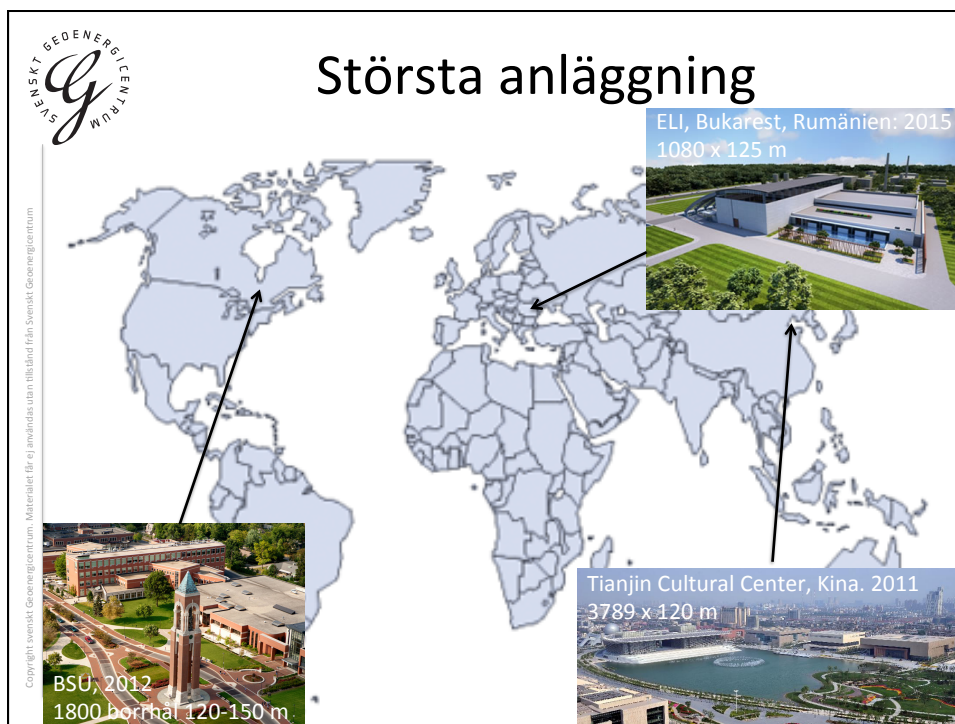 SVENSKT GEOENERGICENTRUM
G
Största anläggning
ELI, Bukarest, Rumänien: 2015
1080 x 125 m
Copyright svenskt Geoenergicentrum. Materialet får ej användas utan tillstånd från Svenskt Geoenergicentrum
Tianjin Cultural Center, Kina. 2011
3789 x 120 m
BSU, 2012
1800 borrhål 120-150 m